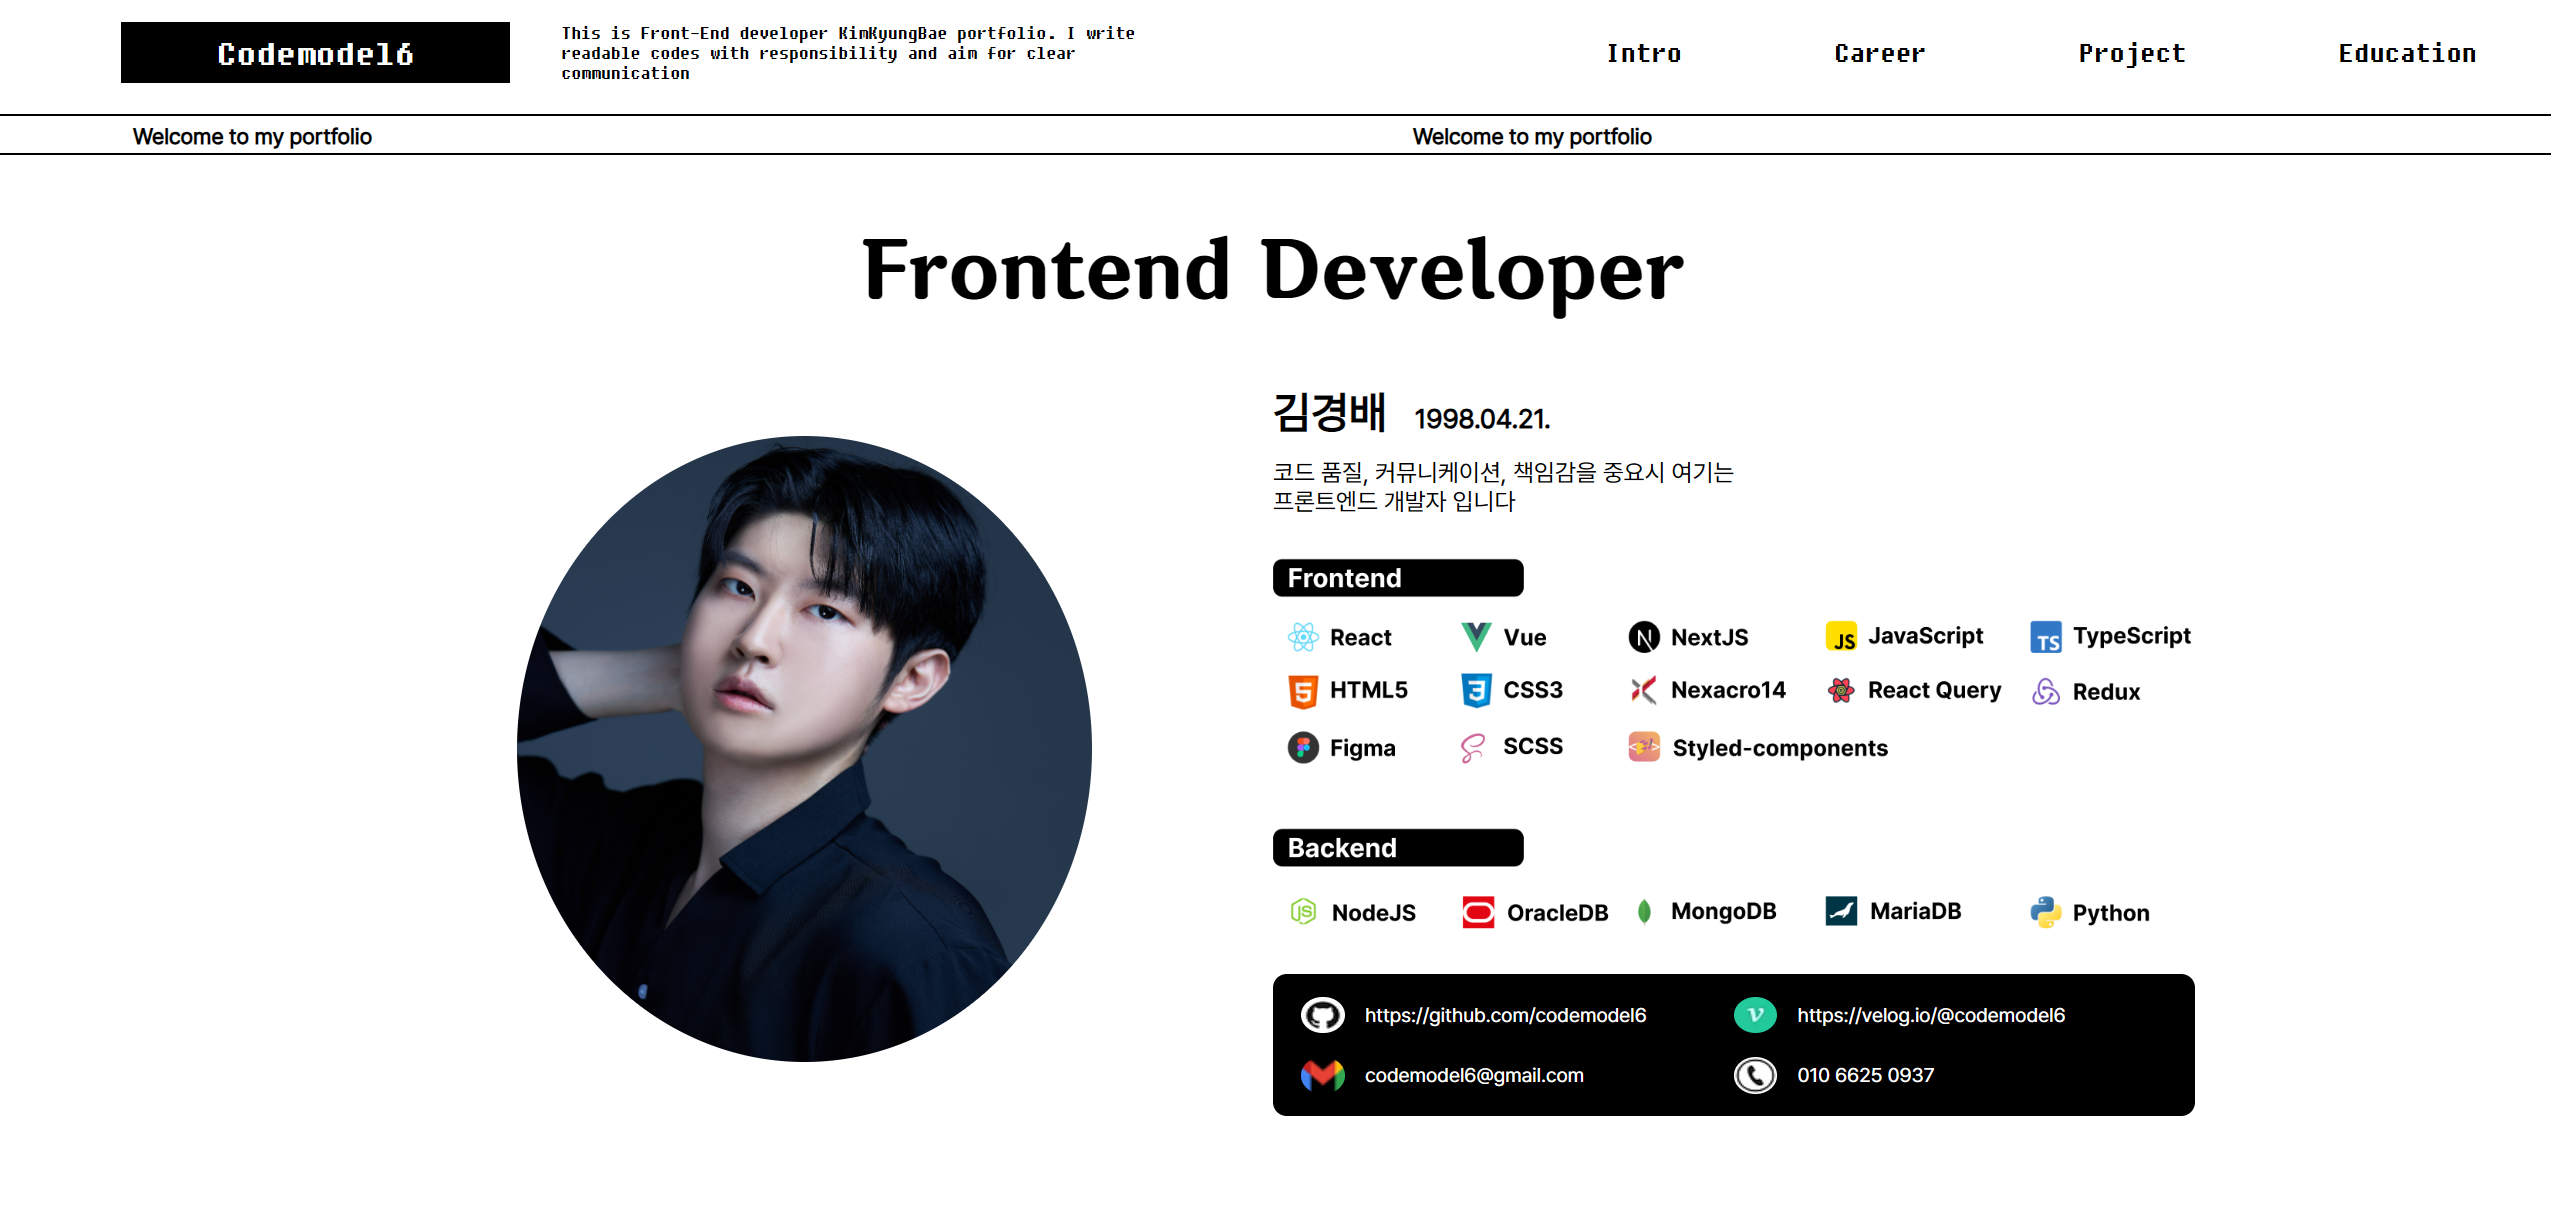 Codemodel6
This is Front-End developer KimKyungBae portfolio. I write
readable codes with responsibility and aim for clear
communication
Intro
Career
Project
Education
Welcome to my portfolio
Welcome to my portfolio
Frontend Developer
김경배 1998.04.21.
코드 품질, 커뮤니케이션, 책임감을 중요시 여기는
프론트엔드 개발자 입니다
Frontend
React
Vue
NextJS
JS JavaScript
TS TypeScript
HTML5
CSS3
Nexacro14
React Query
Redux
Figma
SCSS
Styled-components
Backend
NodeJS
OracleDB
MongoDB
MariaDB
Python
https://github.com/codemodel6
https://velog.io/@codemodel6
codemodel6@gmail.com
010 6625 0937